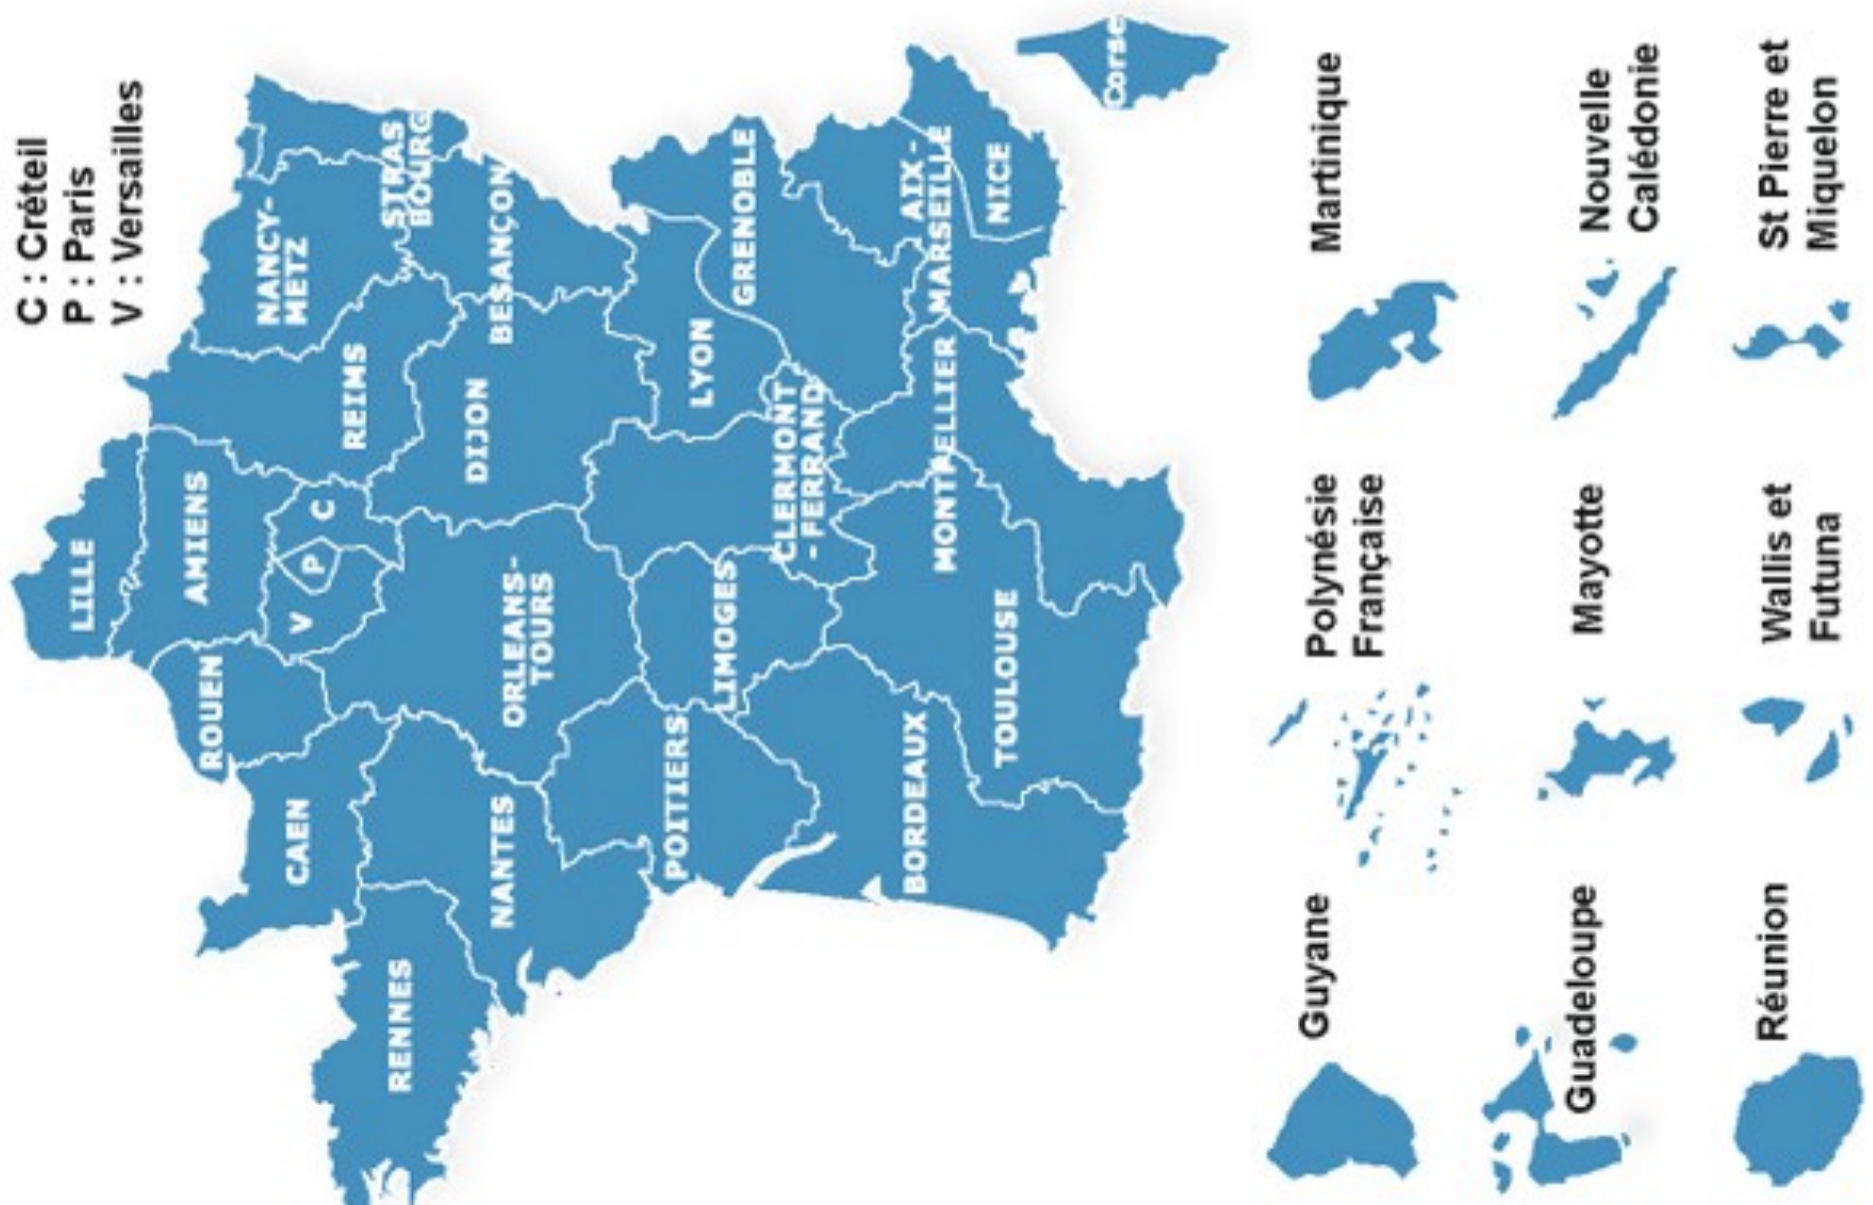 C : Créteil
P : Paris
V : Versailles
LILLE
AMIENS
ROUEN
NANCY-
METZ
CAEN
V
P
C
REIMS
STRAS
BOURG
RENNES
NANTES
ORLEANS-
TOURS
DIJON
BESANÇON
POITIERS
LIMOGES
CLERMONT
- FERRAND
LYON
GRENOBLE
BORDEAUX
TOULOUSE
MONTPELLIER
AIX -
MARSEILLE
NICE
Corse
Guyane
Polynésie
Française
Martinique
Guadeloupe
Mayotte
Nouvelle
Calédonie
Réunion
Wallis et
Futuna
St Pierre et
Miquelon